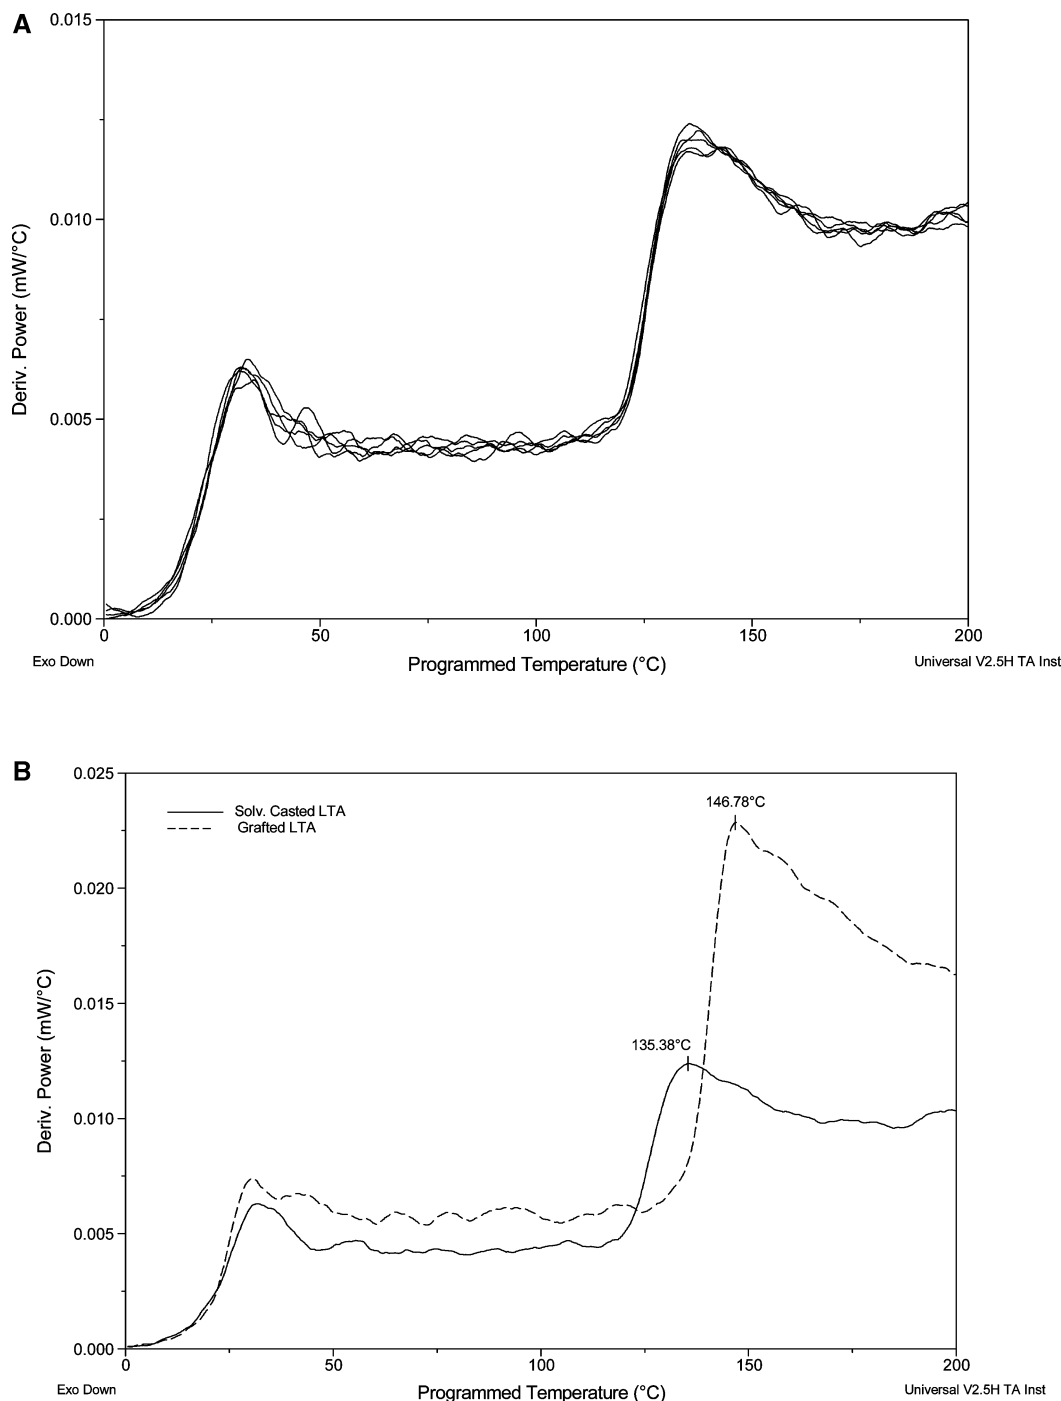 A
0.015
0.010
0.005
0.000
Deriv. Power (mW/°C)
0 50 100 150 200
Exo Down
Programmed Temperature (°C)
Universal V2.5H TA Inst
B
0.025
0.020
0.015
0.010
0.005
0.000
Deriv. Power (mW/°C)
Solv. Casted LTA
Grafted LTA
146.78°C
135.38°C
0 50 100 150 200
Exo Down
Programmed Temperature (°C)
Universal V2.5H TA Inst